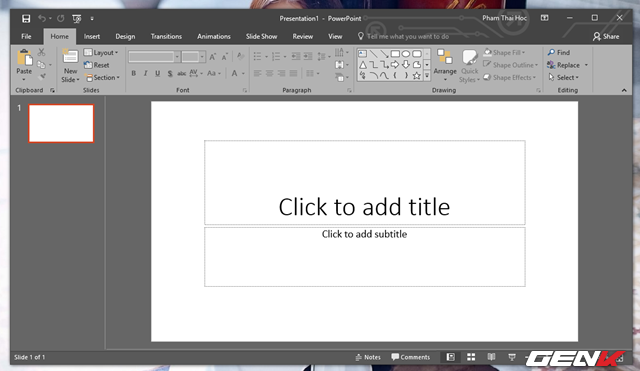 Presentation1 - PowerPoint
Pham Thai Hoc
File Home Insert Design Transitions Animations Slide Show Review View Tell me what you want to do Share
Paste
New Slide
Layout
Reset
Section
B I U S abc AV Aa A
Arrange
Quick Styles
Shape Fill
Shape Outline
Shape Effects
Find
Replace
Select
Clipboard Slides Font Paragraph Drawing Editing
1
Click to add title
Click to add subtitle
Slide 1 of 1
Notes Comments
GENK